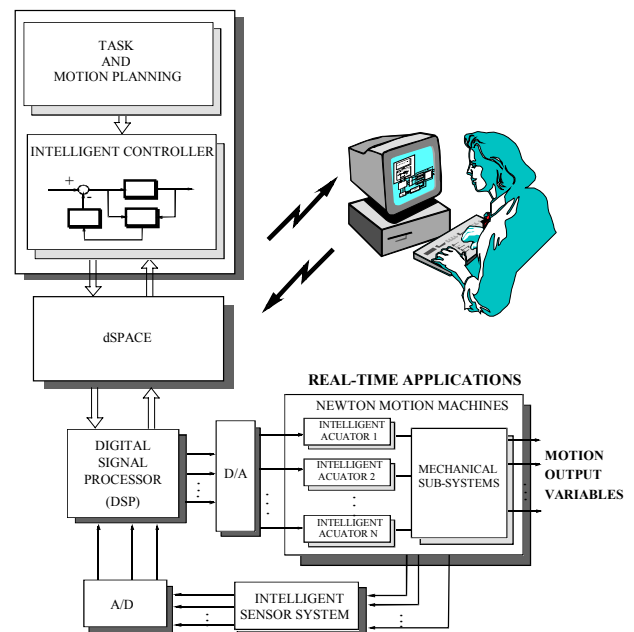 TASK
AND
MOTION PLANNING
INTELLIGENT CONTROLLER
+
-
dSPACE
REAL-TIME APPLICATIONS
NEWTON MOTION MACHINES
DIGITAL
SIGNAL
PROCESSOR
(DSP)
D/A
INTELLIGENT
ACUATOR 1
INTELLIGENT
ACUATOR 2
INTELLIGENT
ACUATOR N
MECHANICAL
SUB-SYSTEMS
MOTION
OUTPUT
VARIABLES
A/D
INTELLIGENT
SENSOR SYSTEM